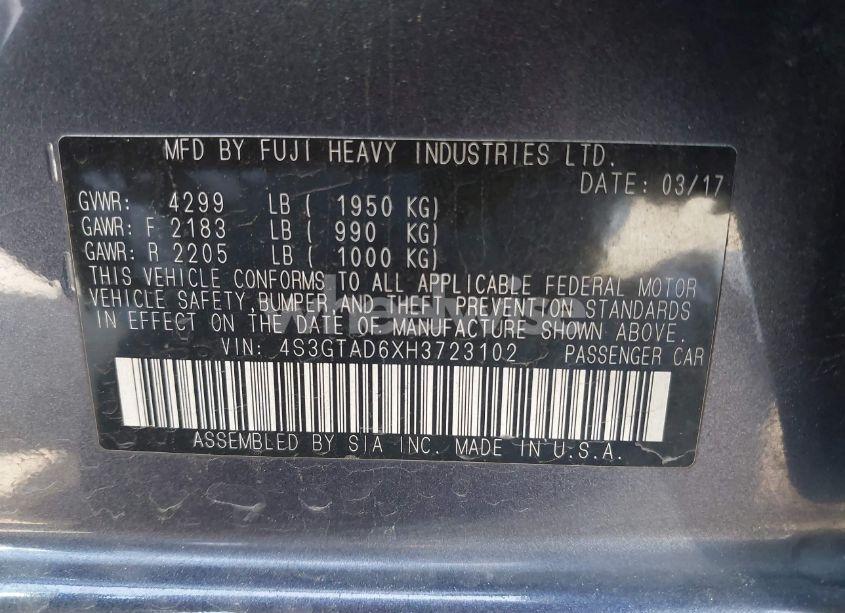 MFD BY FUJI HEAVY INDUSTRIES LTD.
DATE: 03/17
GVWR: 4299 LB ( 1950 KG)
GAWR: F 2183 LB ( 990 KG)
GAWR: R 2205 LB ( 1000 KG)
THIS VEHICLE CONFORMS TO ALL APPLICABLE FEDERAL MOTOR
VEHICLE SAFETY,BUMPER,AND THEFT PREVENTION STANDARDS
IN EFFECT ON THE DATE OF MANUFACTURE SHOWN ABOVE.
VIN: 4S3GTAD6XH3723102 PASSENGER CAR
ASSEMBLED BY SIA INC. MADE IN U.S.A.